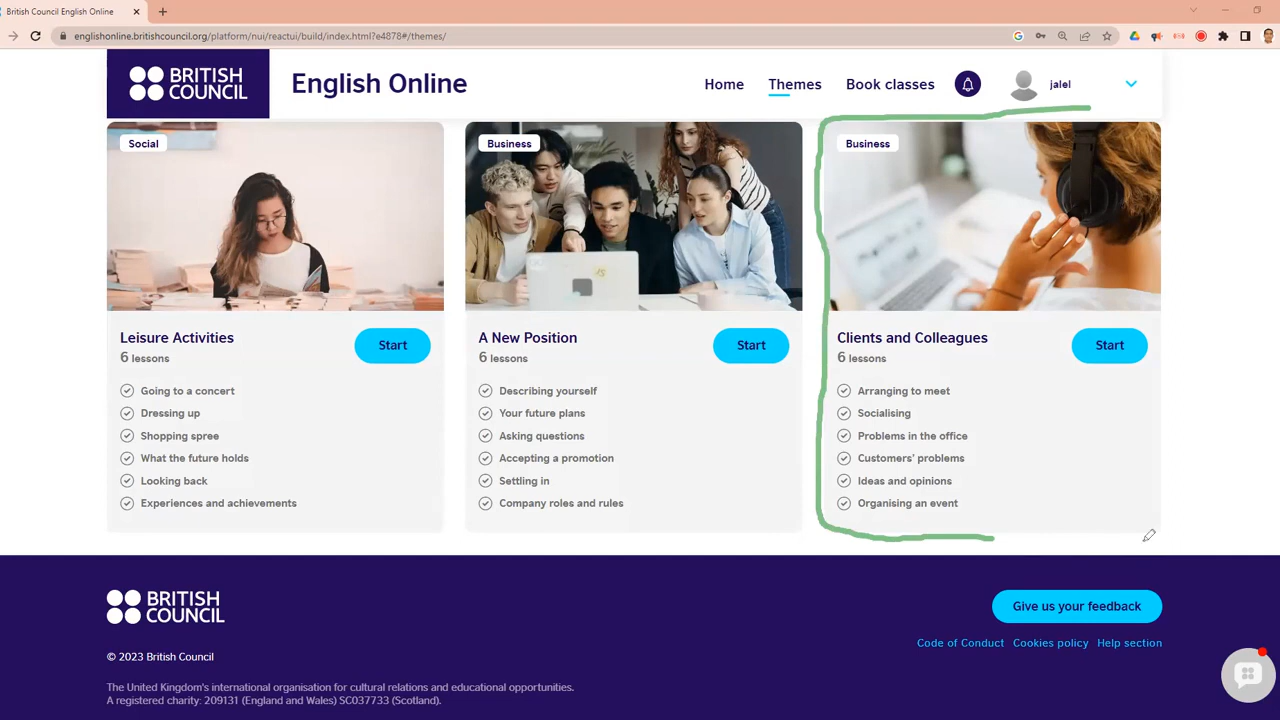 British Council English Online
englishonline.britishcouncil.org/platform/nui/reactui/build/index.html?e4878#/themes/
BRITISH COUNCIL
English Online
Home
Themes
Book classes
jalel
Social
Leisure Activities
6 lessons
Start
Going to a concert
Dressing up
Shopping spree
What the future holds
Looking back
Experiences and achievements
Business
A New Position
6 lessons
Start
Describing yourself
Your future plans
Asking questions
Accepting a promotion
Settling in
Company roles and rules
Business
Clients and Colleagues
6 lessons
Start
Arranging to meet
Socialising
Problems in the office
Customers' problems
Ideas and opinions
Organising an event
BRITISH
COUNCIL
Give us your feedback
Code of Conduct
Cookies policy
Help section
© 2023 British Council
The United Kingdom's international organisation for cultural relations and educational opportunities.
A registered charity: 209131 (England and Wales) SC037733 (Scotland).